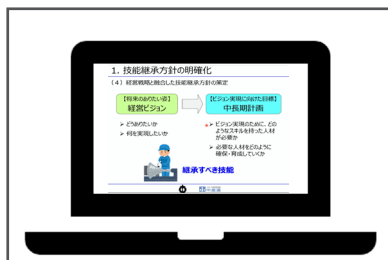 1. 技能継承方針の明確化
（4）経営戦略と融合した技能継承方針の策定
【将来のありたい姿】
経営ビジョン
【ビジョン実現に向けた目標】
中長期計画
➢ どうありたいか
➢ 何を実現したいか
➢ ビジョン実現のために、どの
ようなスキルを持った人材
が必要か
➢ 必要な人材をどのように
確保・育成していくか
継承すべき技能